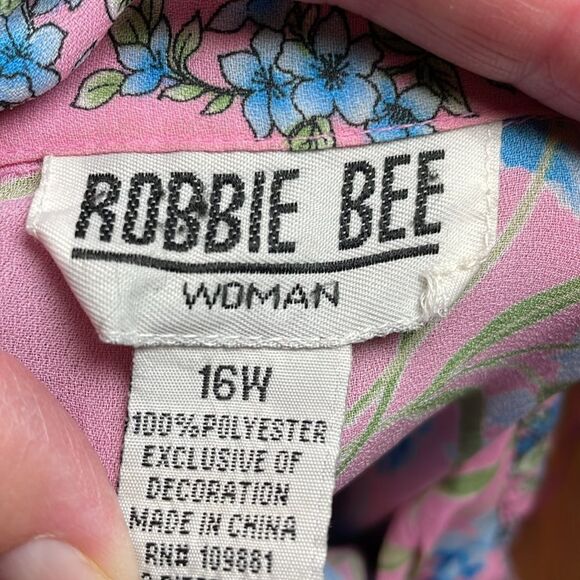 ROBBIE BEE
WOMAN
16W
100% POLYESTER
EXCLUSIVE OF
DECORATION
MADE IN CHINA
RN# 109881